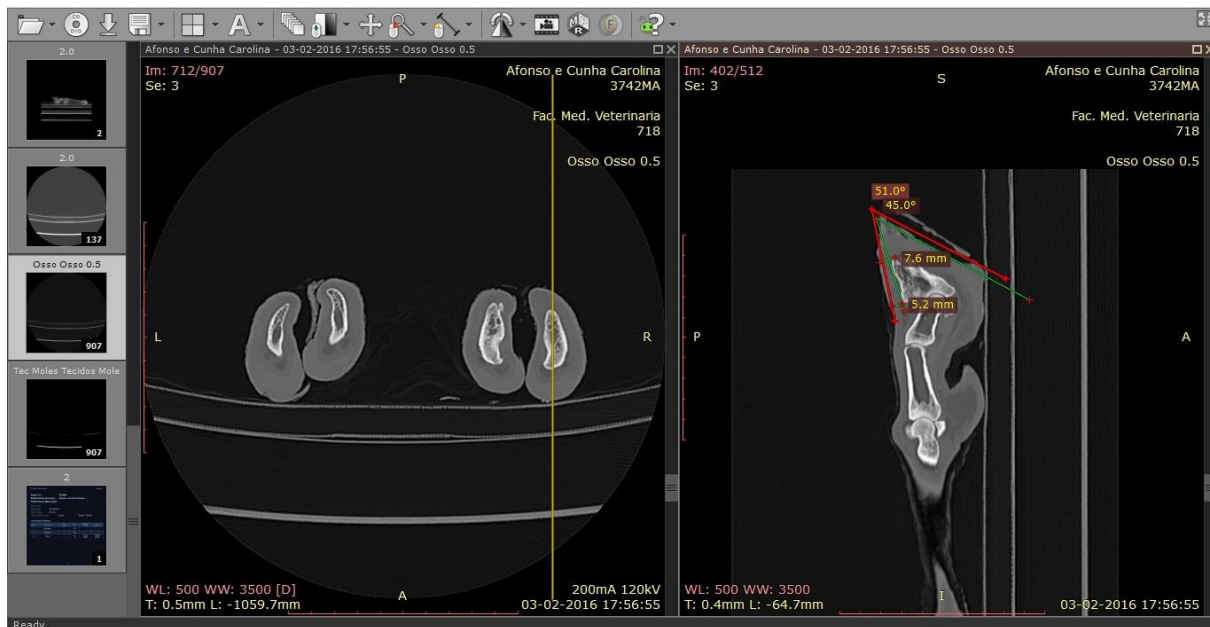 A
2.0
2
2.0
137
Osso Osso 0.5
907
Tec Moles Tecidos Mole
907
2
1
Afonso e Cunha Carolina - 03-02-2016 17:56:55 - Osso Osso 0.5
Im: 712/907
Se: 3
P
Afonso e Cunha Carolina
3742MA
Fac. Med. Veterinaria
718
Osso Osso 0.5
L
R
WL: 500 WW: 3500 [D]
T: 0.5mm L: -1059.7mm
A
200mA 120kV
03-02-2016 17:56:55
Afonso e Cunha Carolina - 03-02-2016 17:56:55 - Osso Osso 0.5
Im: 402/512
Se: 3
S
Afonso e Cunha Carolina
3742MA
Fac. Med. Veterinaria
718
Osso Osso 0.5
51.0°
45.0°
7.6 mm
5.2 mm
P
A
WL: 500 WW: 3500
T: 0.4mm L: -64.7mm
I
03-02-2016 17:56:55
Ready